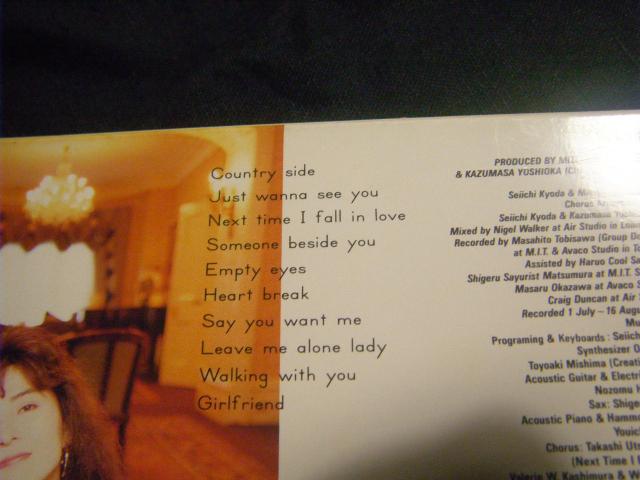 Country side
Just wanna see you
Next time I fall in love
Someone beside you
Empty eyes
Heart break
Say you want me
Leave me alone lady
Walking with you
Girlfriend
PRODUCED BY
& KAZUMASA YUSHIOKA
Seiichi Kyoda &
Chorus
Seiichi Kyoda & Kazumasa
Mixed by Nigel Walker at Air Studio in
Recorded by Masahito Tobisawa (Group
at M.I.T. & Avaco Studio in
Assisted by Haruo Cool
Shigeru Sayurist Matsumura at M.I.T.
Masaru Okazawa at Avaco
Craig Duncan at Air
Recorded 1 July – 16
Programing & Keyboards :
Synthesizer
Toyoaki Mishima
Acoustic Guitar &
Nozomu
Sax:
Acoustic Piano &
Chorus: Takashi
(Next Time I
Valerie W. Kashimura &